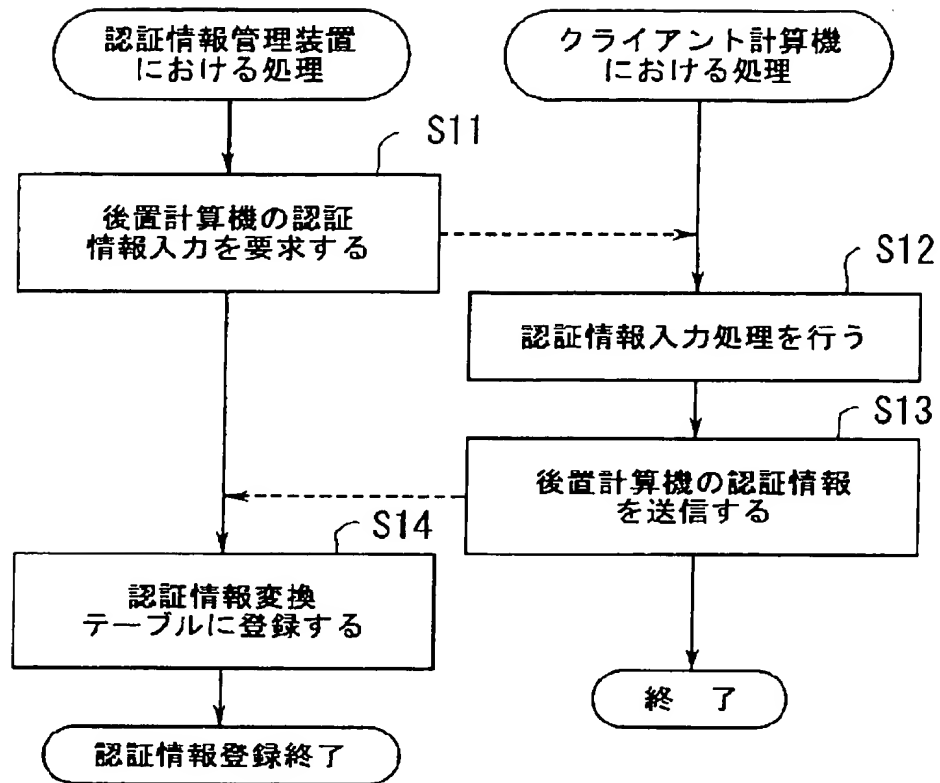 認証情報管理装置
における処理
クライアント計算機
における処理
S11
後置計算機の認証
情報入力を要求する
S12
認証情報入力処理を行う
S13
後置計算機の認証情報
を送信する
S14
認証情報変換
テーブルに登録する
終 了
認証情報登録終了